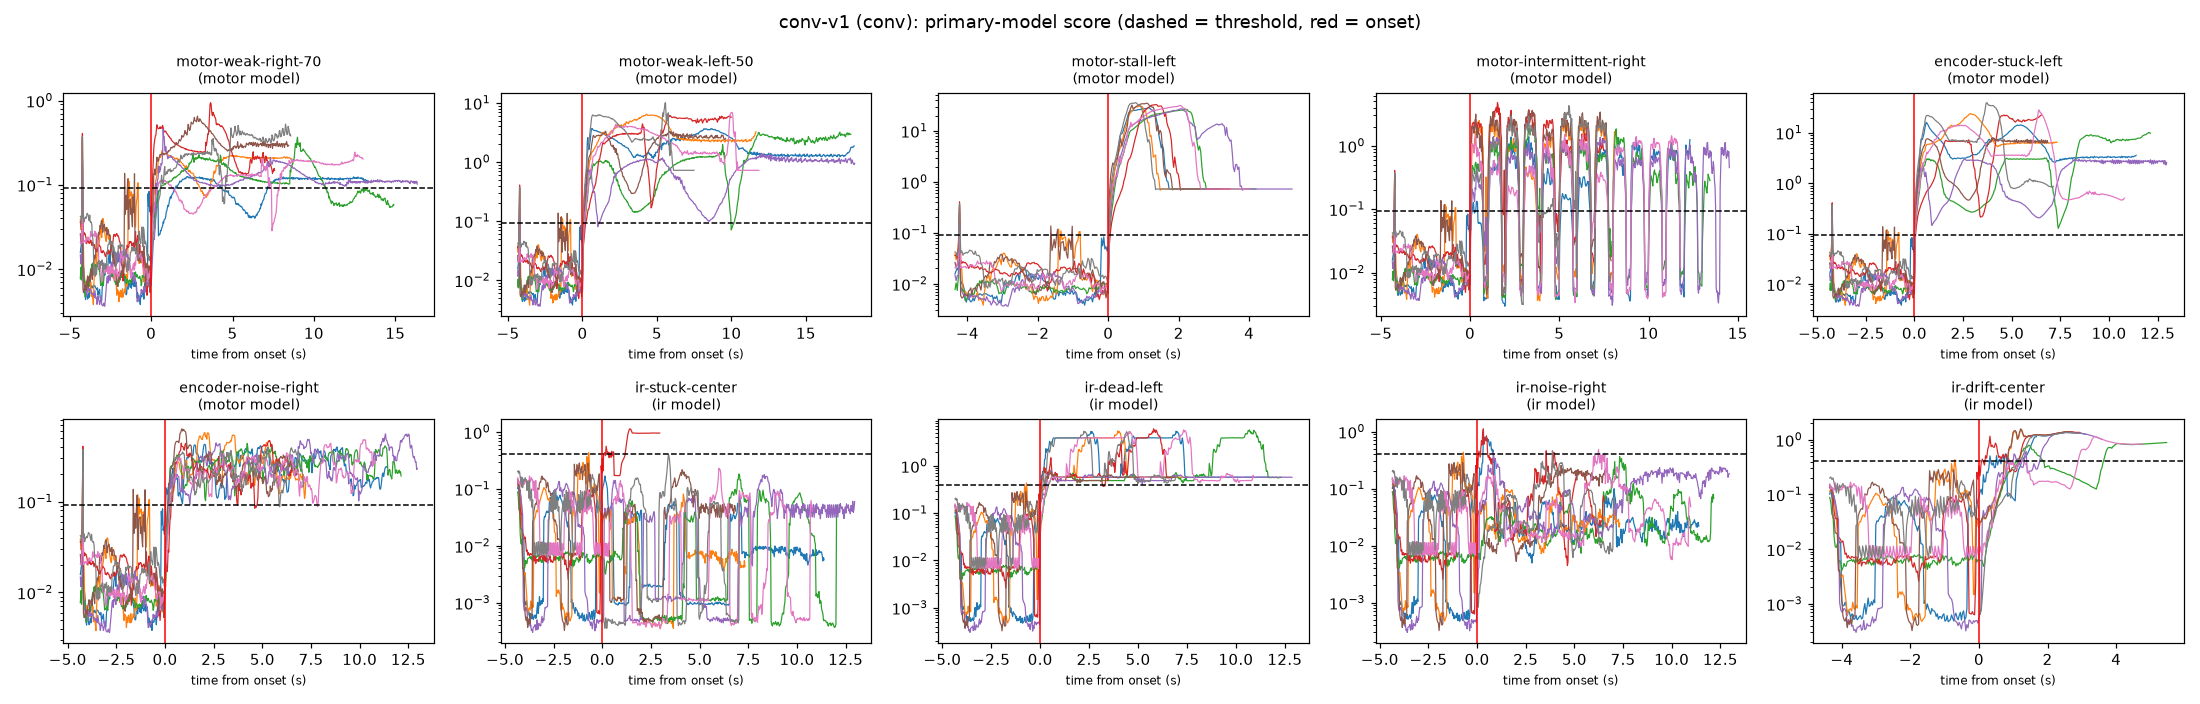 conv-v1 (conv): primary-model score (dashed = threshold, red = onset)
motor-weak-right-70
(motor model)
10⁰
10⁻¹
10⁻²
−5 0 5 10 15
time from onset (s)
motor-weak-left-50
(motor model)
10¹
10⁰
10⁻¹
10⁻²
−5 0 5 10 15
time from onset (s)
motor-stall-left
(motor model)
10¹
10⁰
10⁻¹
10⁻²
−4 −2 0 2 4
time from onset (s)
motor-intermittent-right
(motor model)
10⁰
10⁻¹
10⁻²
−5 0 5 10 15
time from onset (s)
encoder-stuck-left
(motor model)
10¹
10⁰
10⁻¹
10⁻²
−5.0 −2.5 0.0 2.5 5.0 7.5 10.0 12.5
time from onset (s)
encoder-noise-right
(motor model)
10⁻¹
10⁻²
−5.0 −2.5 0.0 2.5 5.0 7.5 10.0 12.5
time from onset (s)
ir-stuck-center
(ir model)
10⁰
10⁻¹
10⁻²
10⁻³
−5.0 −2.5 0.0 2.5 5.0 7.5 10.0 12.5
time from onset (s)
ir-dead-left
(ir model)
10⁰
10⁻¹
10⁻²
10⁻³
−5.0 −2.5 0.0 2.5 5.0 7.5 10.0 12.5
time from onset (s)
ir-noise-right
(ir model)
10⁰
10⁻¹
10⁻²
10⁻³
−5.0 −2.5 0.0 2.5 5.0 7.5 10.0 12.5
time from onset (s)
ir-drift-center
(ir model)
10⁰
10⁻¹
10⁻²
10⁻³
−4 −2 0 2 4
time from onset (s)